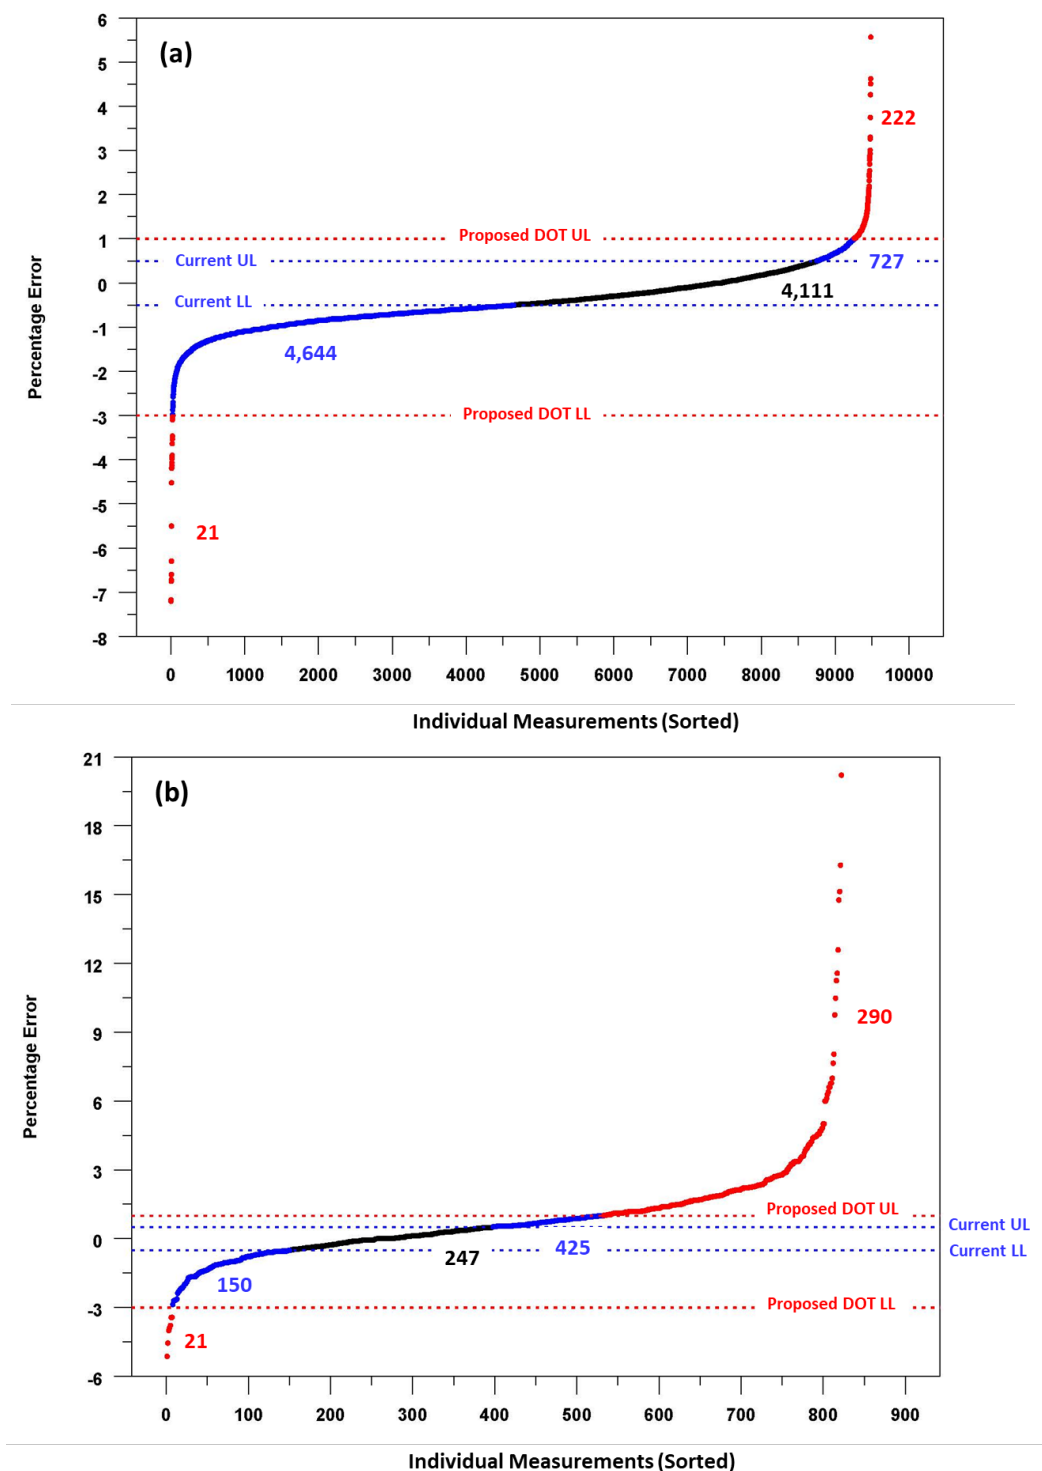 (a)
6
5
4
3
2
1
0
-1
-2
-3
-4
-5
-6
-7
-8
Percentage Error
222
Proposed DOT UL
Current UL
727
4,111
Current LL
4,644
Proposed DOT LL
21
0 1000 2000 3000 4000 5000 6000 7000 8000 9000 10000
Individual Measurements (Sorted)
(b)
21
18
15
12
9
6
3
0
-3
-6
Percentage Error
290
Proposed DOT UL
Current UL
425
247
Current LL
150
Proposed DOT LL
21
0 100 200 300 400 500 600 700 800 900
Individual Measurements (Sorted)